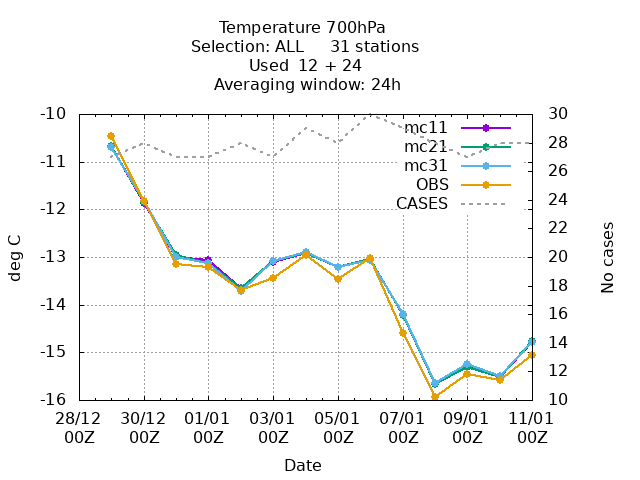 Temperature 700hPa
Selection: ALL     31 stations
Used  12 + 24
Averaging window: 24h
-10
-11
-12
-13
-14
-15
-16
deg C
30
28
26
24
22
20
18
16
14
12
10
No cases
mc11
mc21
mc31
OBS
CASES
28/12 30/12 01/01 03/01 05/01 07/01 09/01 11/01
00Z 00Z 00Z 00Z 00Z 00Z 00Z 00Z
Date